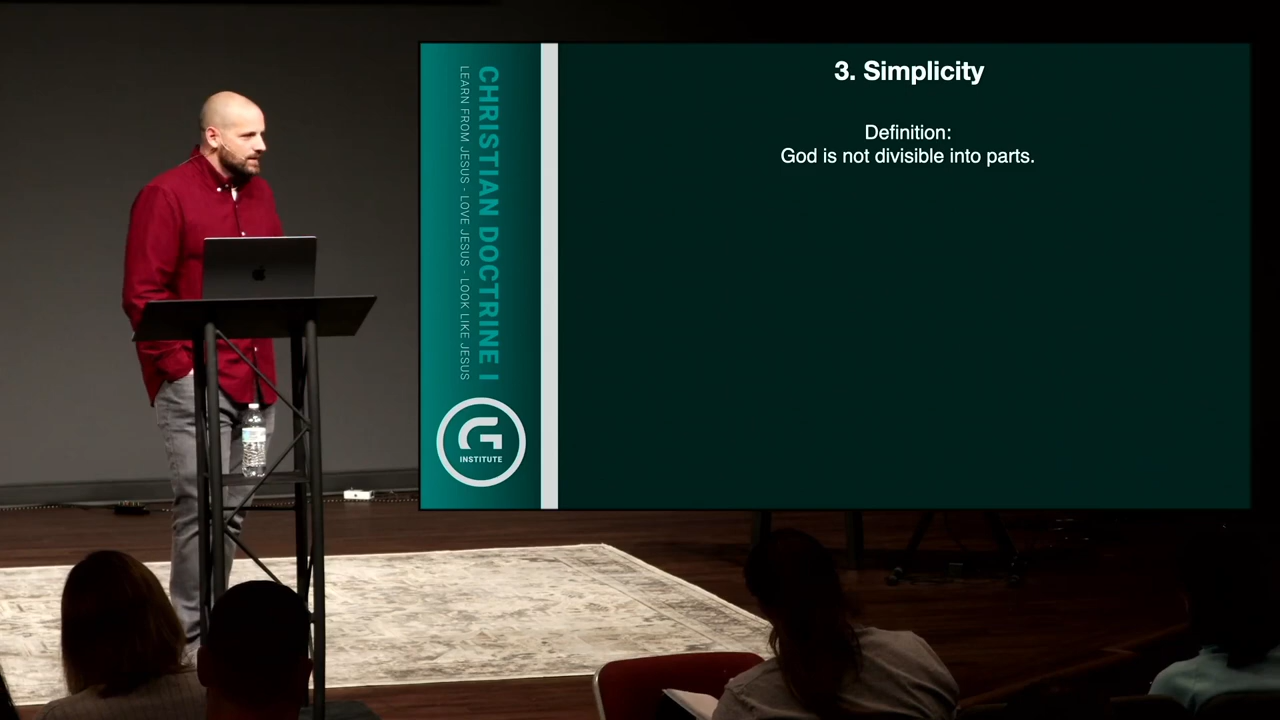 3. Simplicity
Definition:
God is not divisible into parts.
CHRISTIAN DOCTRINE I
LEARN FROM JESUS - LOVE JESUS - LOOK LIKE JESUS
G
INSTITUTE